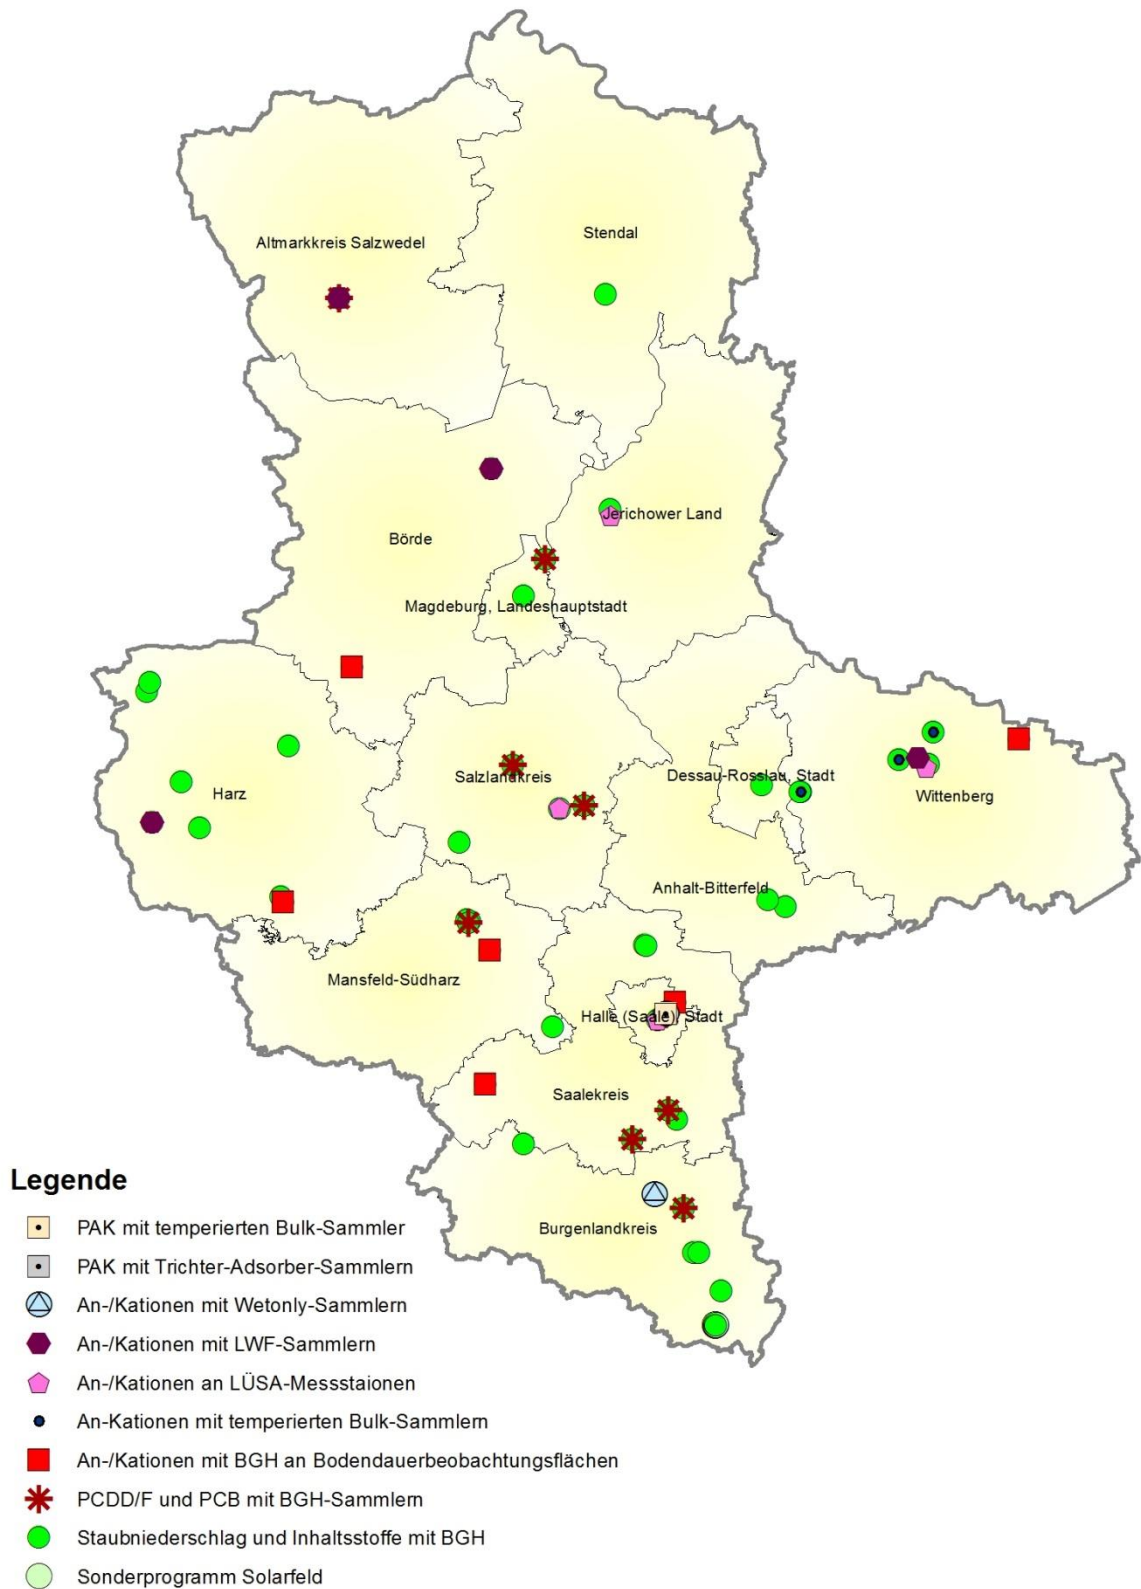 Stendal
Altmarkkreis Salzwedel
Jerichower Land
Börde
Magdeburg, Landeshauptstadt
Salzlandkreis
Dessau-Rosslau, Stadt
Harz
Wittenberg
Anhalt-Bitterfeld
Mansfeld-Südharz
Halle (Saale), Stadt
Saalekreis
Burgenlandkreis
Legende
PAK mit temperierten Bulk-Sammler
PAK mit Trichter-Adsorber-Sammlern
An-/Kationen mit Wetonly-Sammlern
An-/Kationen mit LWF-Sammlern
An-/Kationen an LÜSA-Messstaionen
An-Kationen mit temperierten Bulk-Sammlern
An-/Kationen mit BGH an Bodendauerbeobachtungsflächen
PCDD/F und PCB mit BGH-Sammlern
Staubniederschlag und Inhaltsstoffe mit BGH
Sonderprogramm Solarfeld